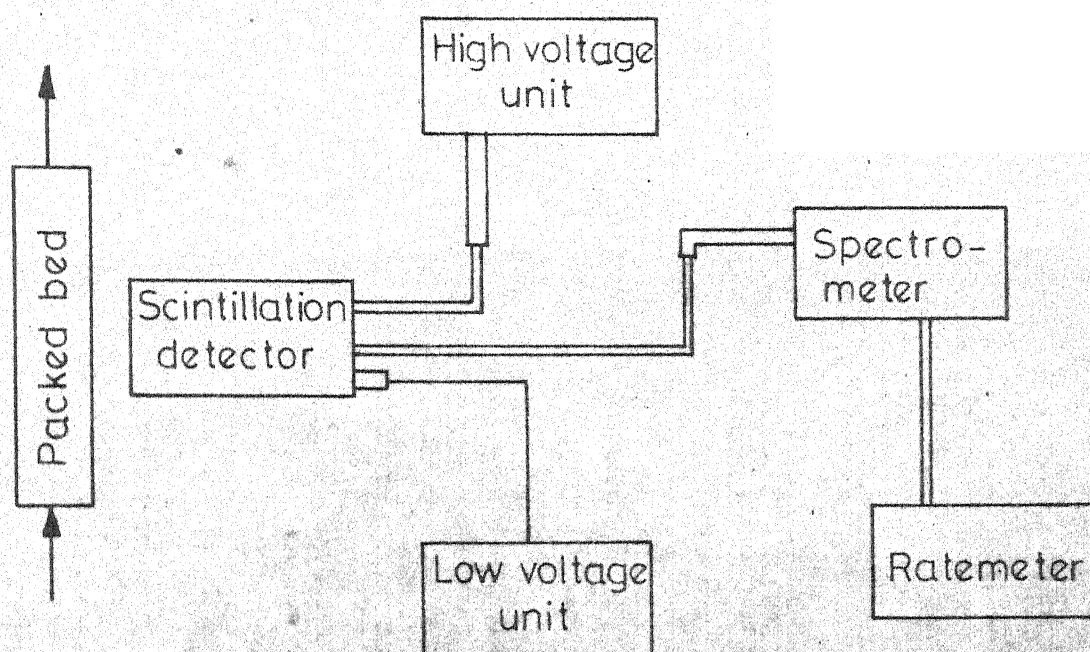 High voltage
unit
Packed bed
Scintillation
detector
Spectro-
meter
Low voltage
unit
Ratemeter